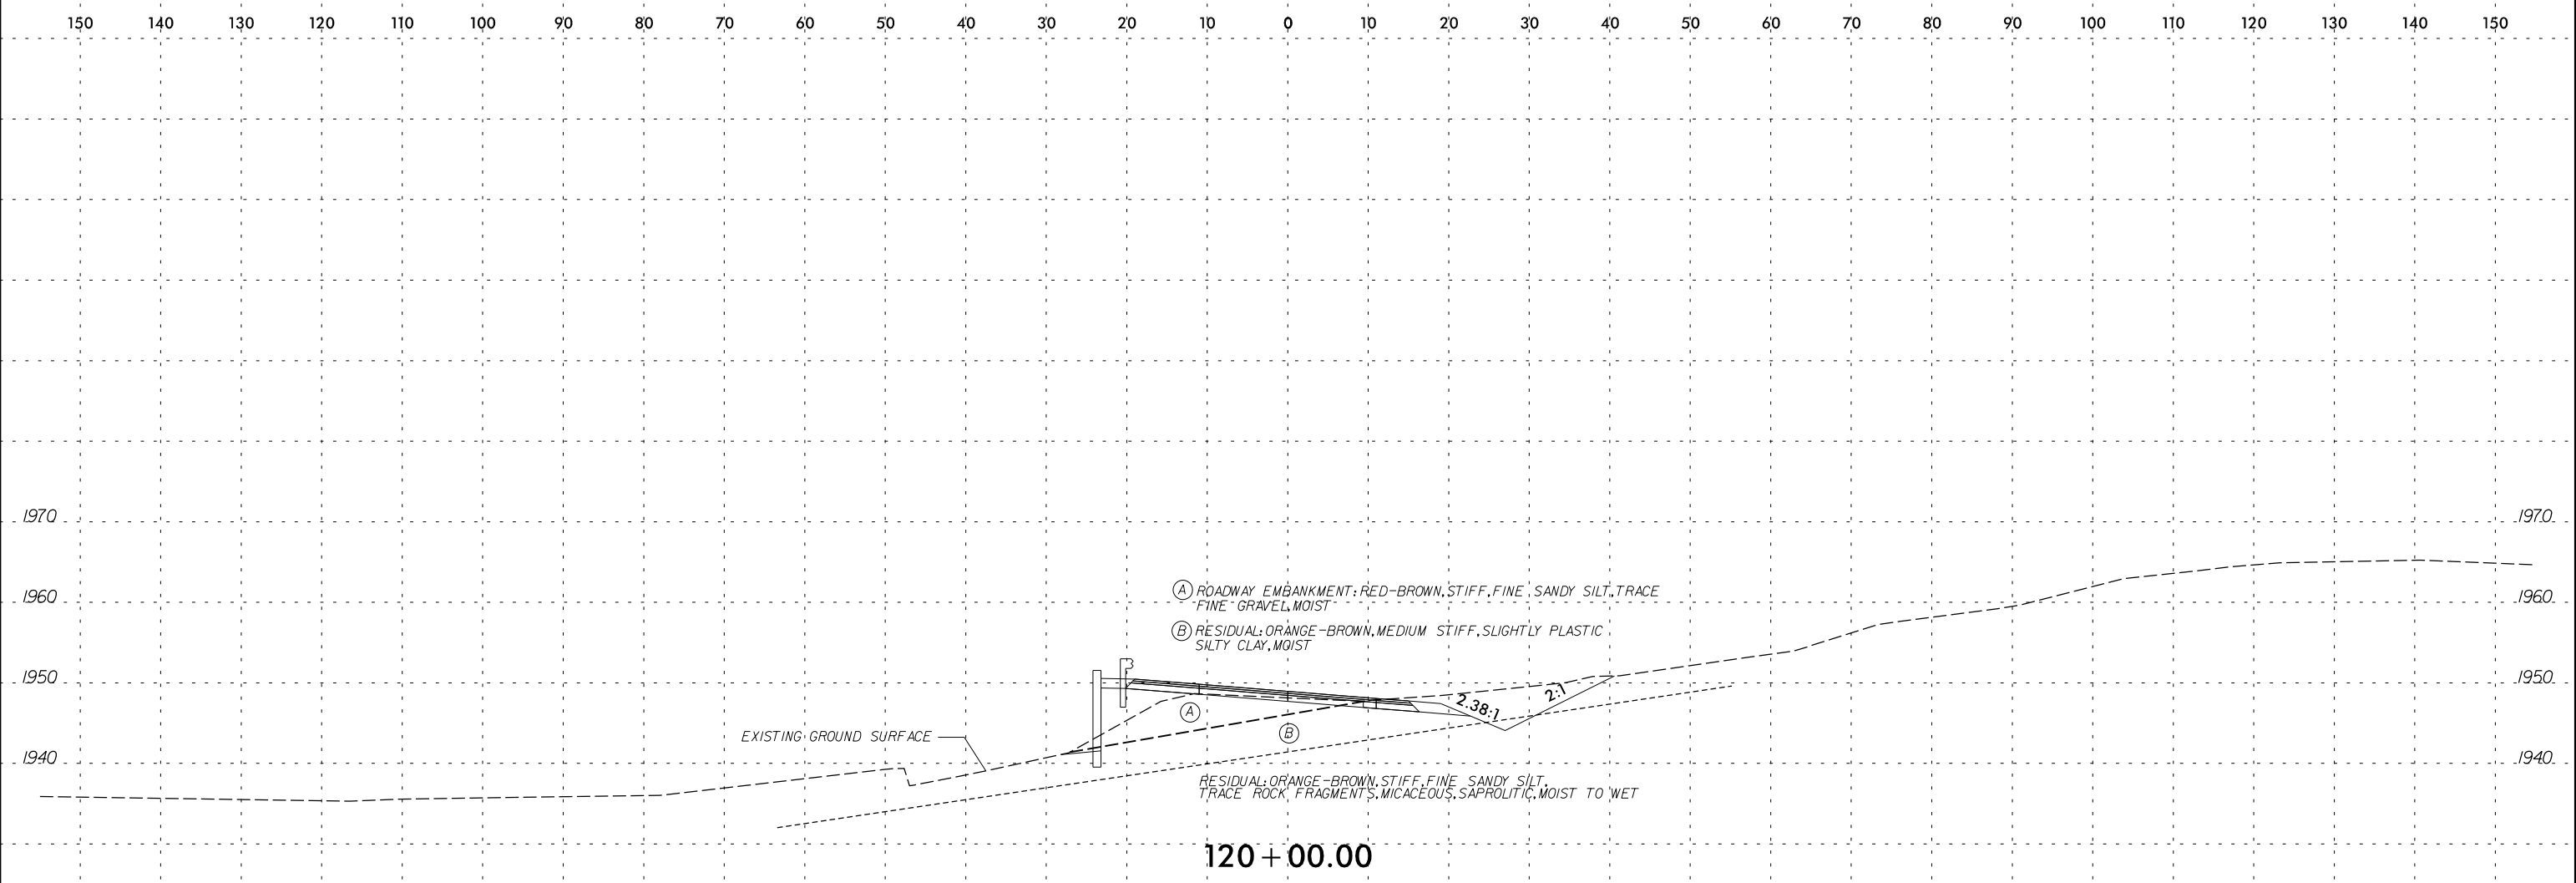 150 140 130 120 110 100 90 80 70 60 50 40 30 20 10 0 10 20 30 40 50 60 70 80 90 100 110 120 130 140 150
1970 1970
1960 1960
Ⓐ ROADWAY EMBANKMENT: RED-BROWN, STIFF, FINE SANDY SILT, TRACE
FINE GRAVEL, MOIST
Ⓑ RESIDUAL: ORANGE-BROWN, MEDIUM STIFF, SLIGHTLY PLASTIC
SILTY CLAY, MOIST
1950 1950
2.38:1 2:1
A
B
EXISTING GROUND SURFACE
1940 1940
RESIDUAL: ORANGE-BROWN, STIFF, FINE SANDY SILT,
TRACE ROCK FRAGMENTS, MICACEOUS, SAPROLITIC, MOIST TO WET
120+00.00